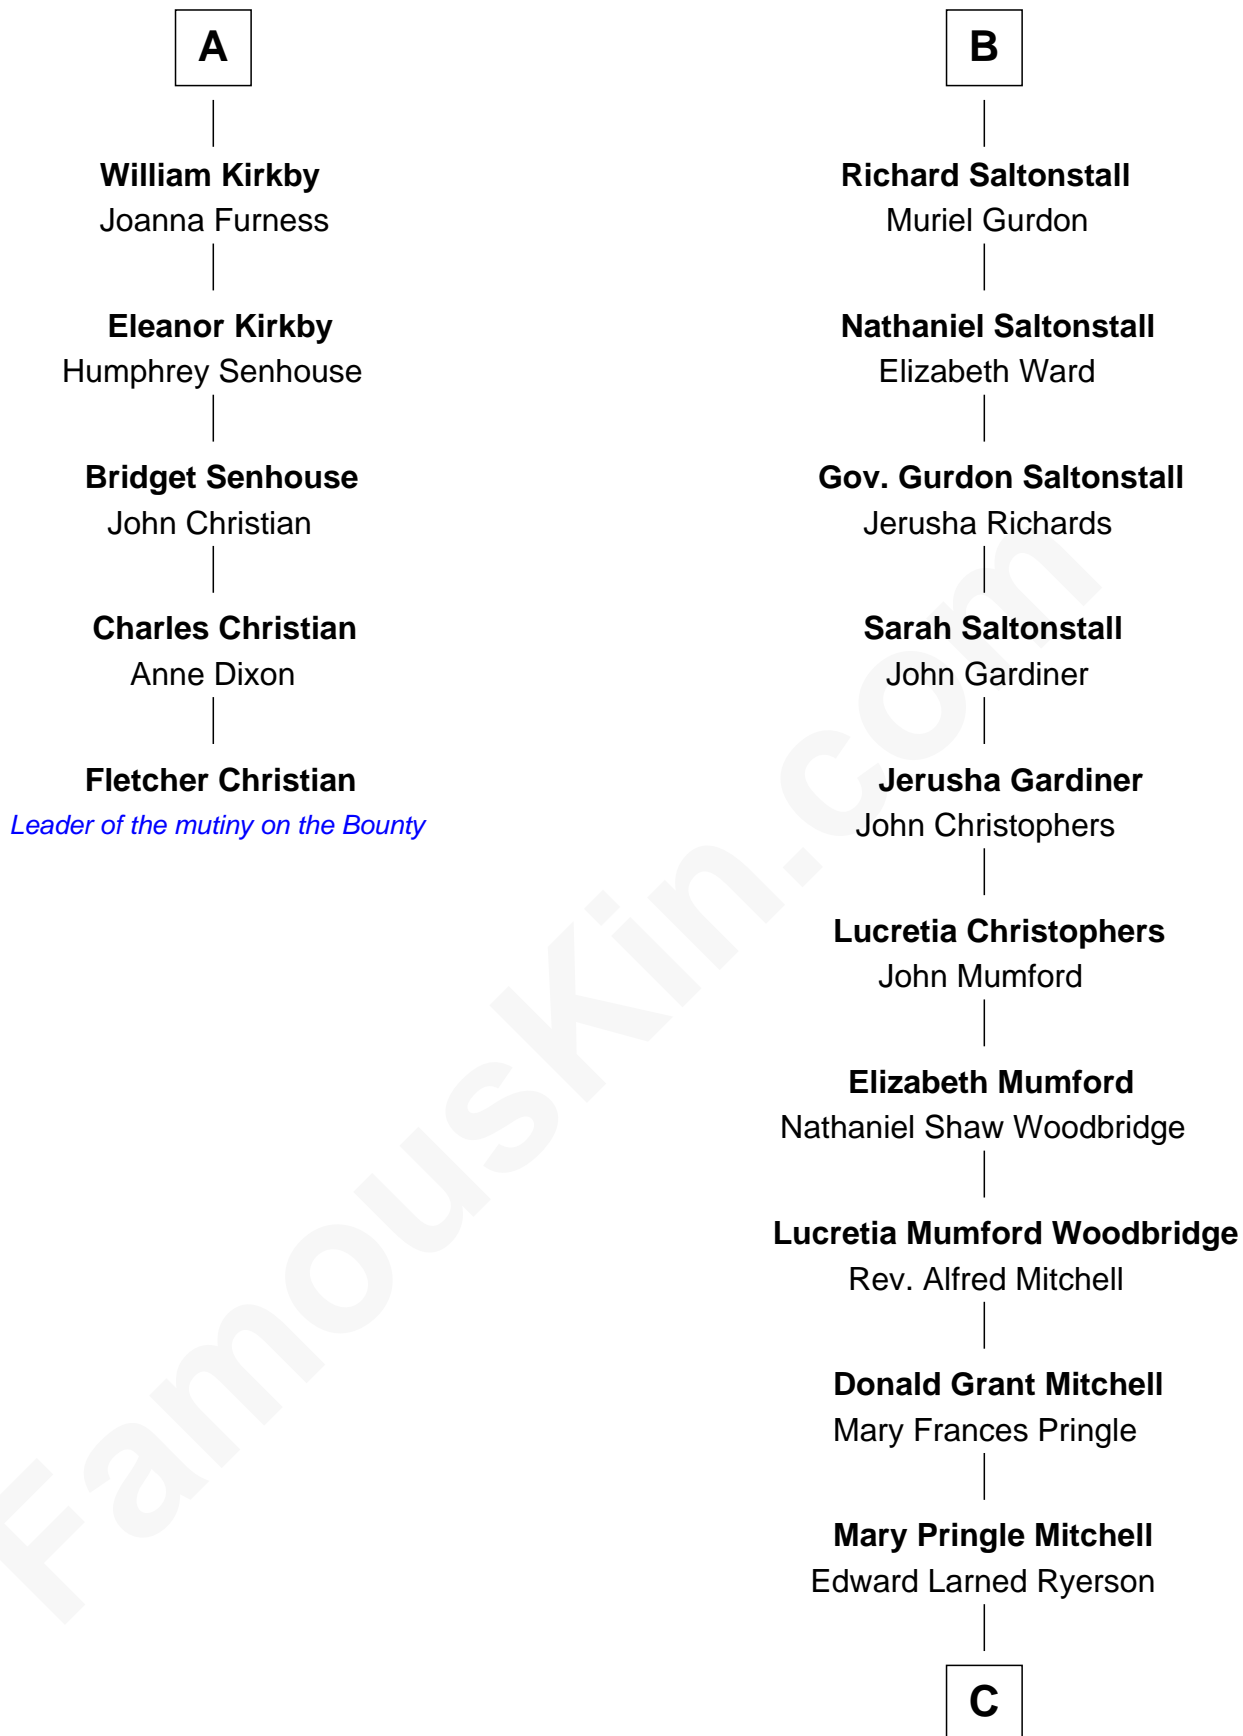 A
William Kirkby
Joanna Furness
Eleanor Kirkby
Humphrey Senhouse
Bridget Senhouse
John Christian
Charles Christian
Anne Dixon
Fletcher Christian
Leader of the mutiny on the Bounty
B
Richard Saltonstall
Muriel Gurdon
Nathaniel Saltonstall
Elizabeth Ward
Gov. Gurdon Saltonstall
Jerusha Richards
Sarah Saltonstall
John Gardiner
Jerusha Gardiner
John Christophers
Lucretia Christophers
John Mumford
Elizabeth Mumford
Nathaniel Shaw Woodbridge
Lucretia Mumford Woodbridge
Rev. Alfred Mitchell
Donald Grant Mitchell
Mary Frances Pringle
Mary Pringle Mitchell
Edward Larned Ryerson
C
FamousKin.com